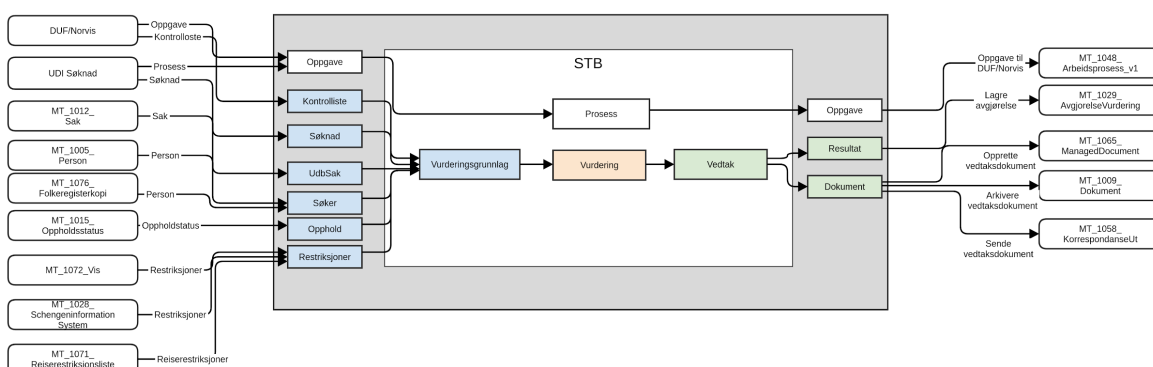 DUF/Norvis
Oppgave
Kontrolloste
UDI Søknad
Prosess
Søknad
MT_1012_
Sak
Sak
MT_1005_
Person
Person
MT_1076_
Folkeregisterkopi
Person
MT_1015_
Oppholdsstatus
Oppholdstatus
MT_1072_Vis
Restriksjoner
MT_1028_
Schengeninformation
System
Restriksjoner
MT_1071_
Reiserestriksjonsliste
Reiserestriksjoner
Oppgave
Kontrolliste
Søknad
UdbSak
Søker
Opphold
Restriksjoner
STB
Prosess
Vurderingsgrunnlag
Vurdering
Vedtak
Oppgave
Resultat
Dokument
Oppgave til
DUF/Norvis
Lagre
avgjørelse
Opprette
vedtaksdokument
Arkivere
vedtaksdokument
Sende
vedtaksdokument
MT_1048_
Arbeidsprosess_v1
MT_1029_
AvgjorelseVurdering
MT_1065_
ManagedDocument
MT_1009_
Dokument
MT_1058_
KorrespondanseUt